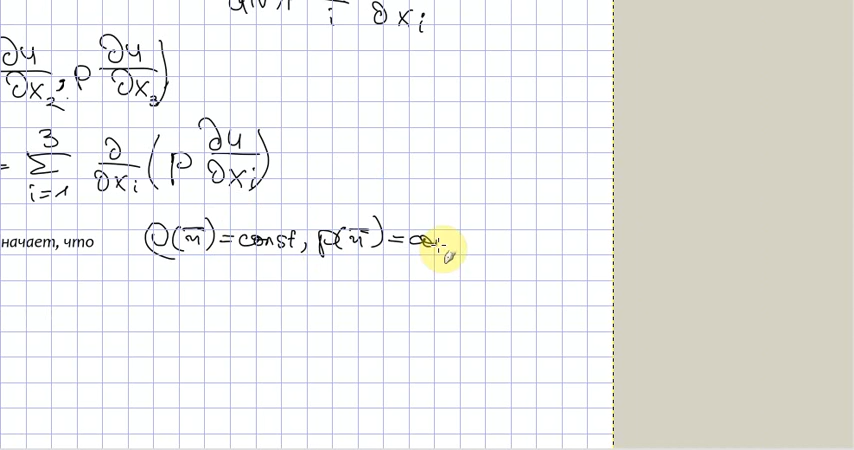 ∂x_i
∂u/∂x_2, p ∂u/∂x_3)
= Σ_{i=1}^{3} ∂/∂x_i (p ∂u/∂x_i)
начает, что = const, p(x̅) =